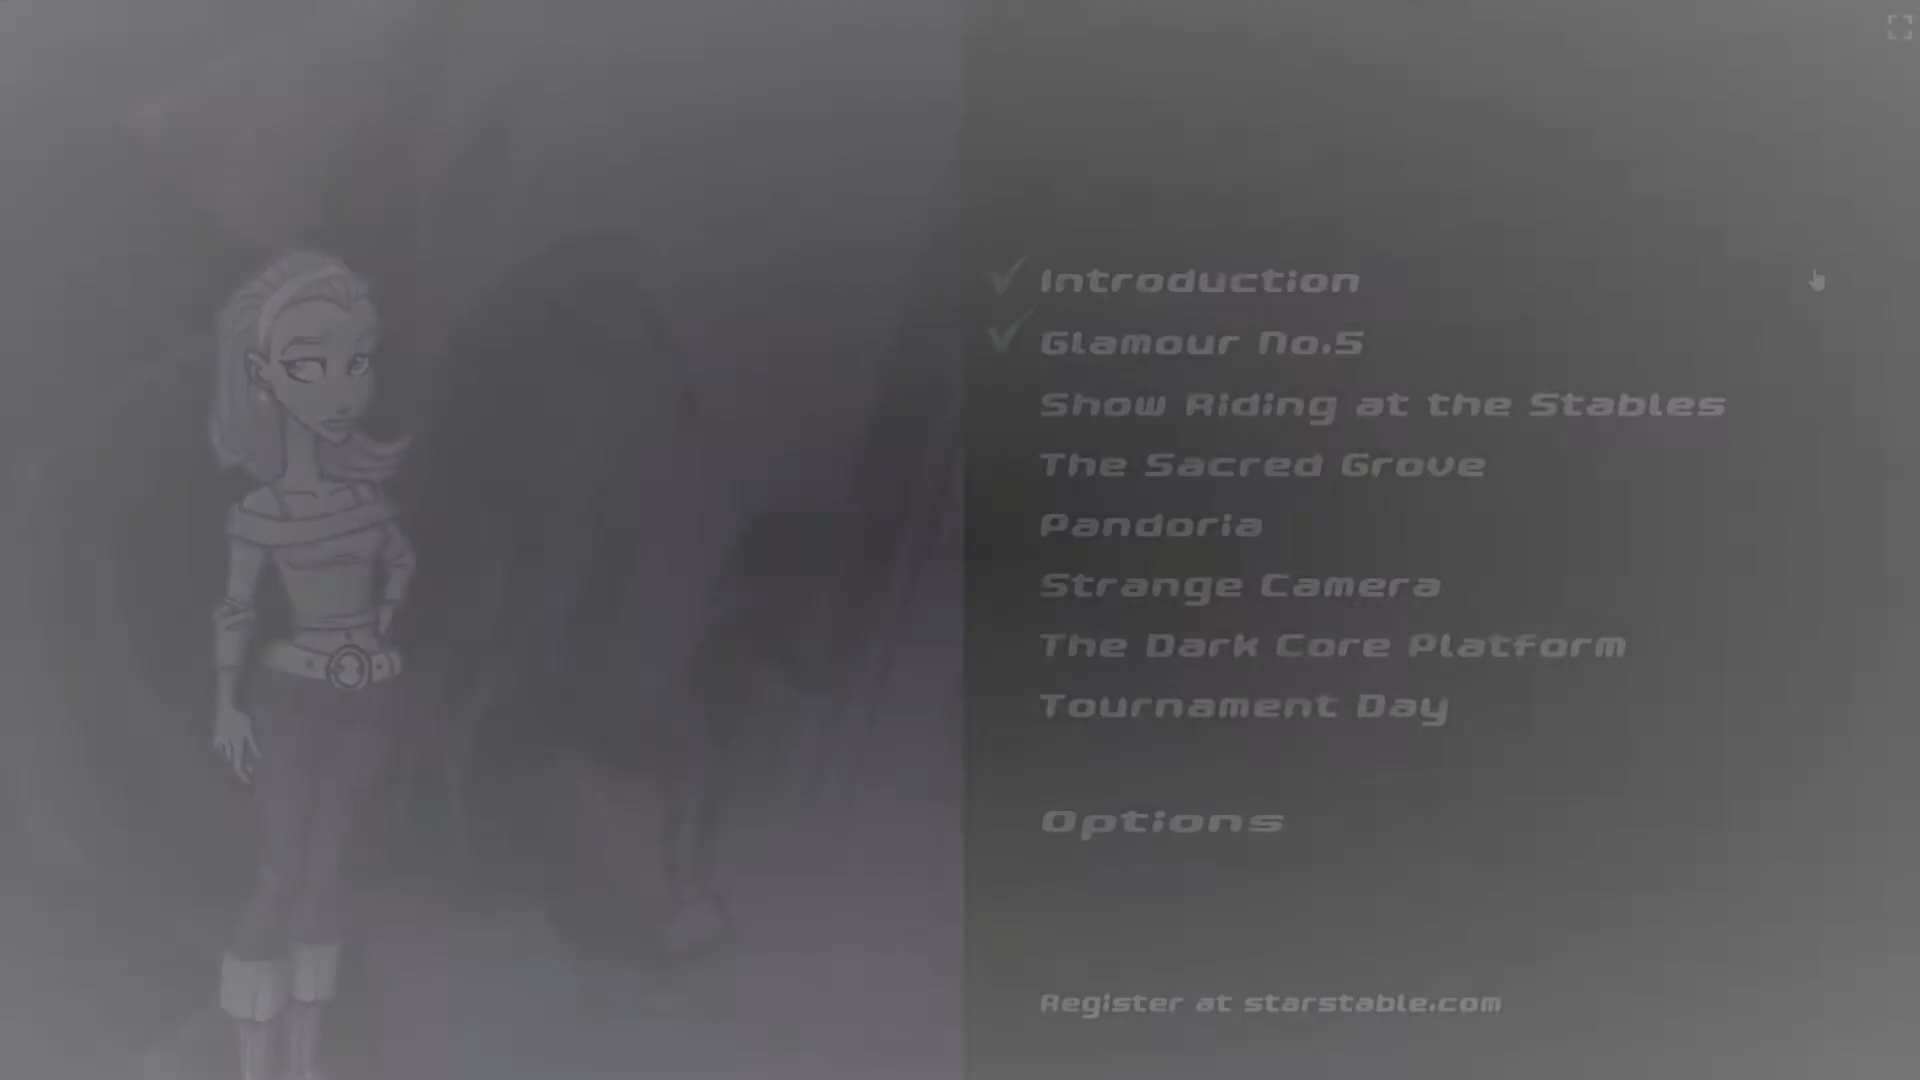 Introduction
Glamour No.5
Show Riding at the Stables
The Sacred Grove
Pandoria
Strange Camera
The Dark Core Platform
Tournament Day
Options
Register at starstable.com